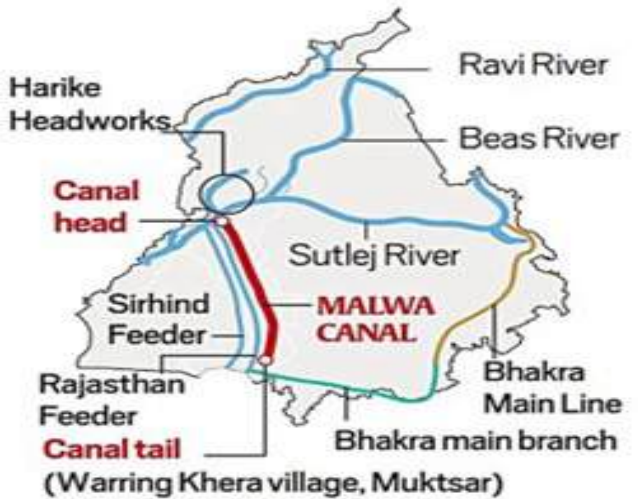 Ravi River
Harike
Headworks
Beas River
Canal
head
Sutlej River
Sirhind
Feeder
MALWA
CANAL
Rajasthan
Feeder
Bhakra
Main Line
Canal tail
Bhakra main branch
(Warring Khera village, Muktsar)